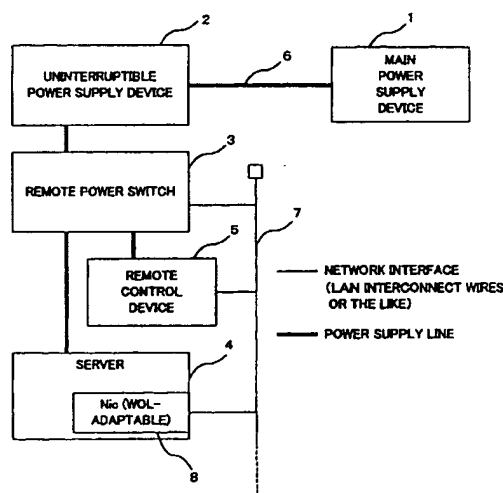 2
UNINTERRUPTIBLE
POWER SUPPLY DEVICE
6
1
MAIN
POWER
SUPPLY
DEVICE
3
REMOTE POWER SWITCH
7
5
REMOTE
CONTROL
DEVICE
NETWORK INTERFACE
(LAN INTERCONNECT WIRES
OR THE LIKE)
POWER SUPPLY LINE
4
SERVER
Nic (WOL-
ADAPTABLE)
8